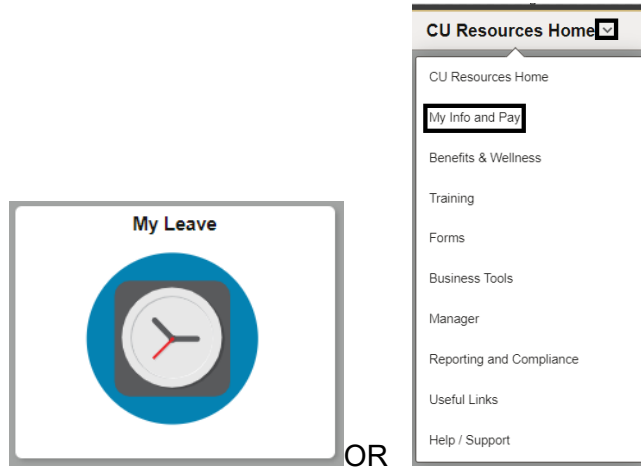 CU Resources Home
CU Resources Home
My Info and Pay
Benefits & Wellness
Training
Forms
Business Tools
Manager
Reporting and Compliance
Useful Links
Help / Support
My Leave
OR